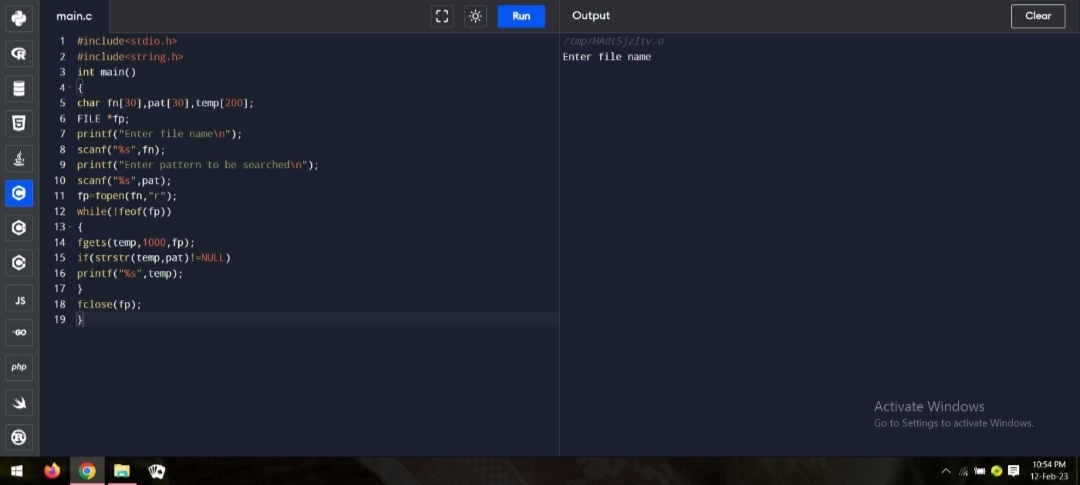 main.c
Run
Output
Clear
1 #include<stdio.h>
2 #include<string.h>
3 int main()
4 {
5 char fn[30],pat[30],temp[200];
6 FILE *fp;
7 printf("Enter file name\n");
8 scanf("%s",fn);
9 printf("Enter pattern to be searched\n");
10 scanf("%s",pat);
11 fp=fopen(fn,"r");
12 while(!feof(fp))
13 {
14 fgets(temp,1000,fp);
15 if(strstr(temp,pat)!=NULL)
16 printf("%s",temp);
17 }
18 fclose(fp);
19 }
/tmp/HAdt5jzItv.o
Enter file name
JS
GO
php
Activate Windows
Go to Settings to activate Windows.
10:54 PM
12-Feb-23